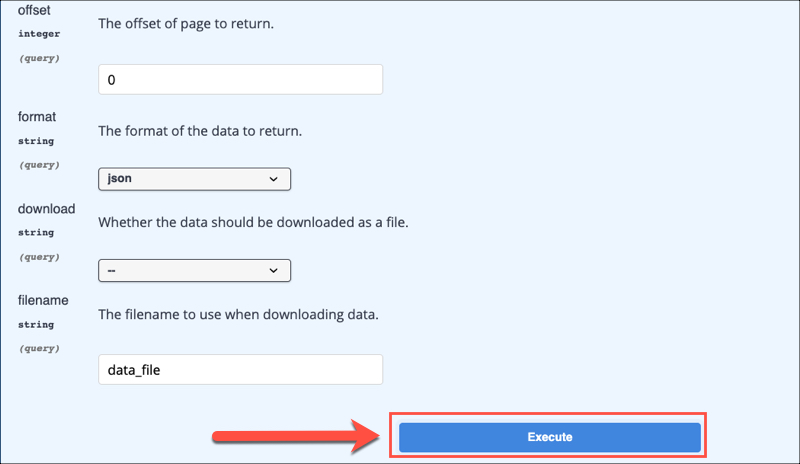 offset
The offset of page to return.
integer
(query)
0
format
The format of the data to return.
string
(query)
json
download
Whether the data should be downloaded as a file.
string
(query)
--
filename
The filename to use when downloading data.
string
(query)
data_file
Execute